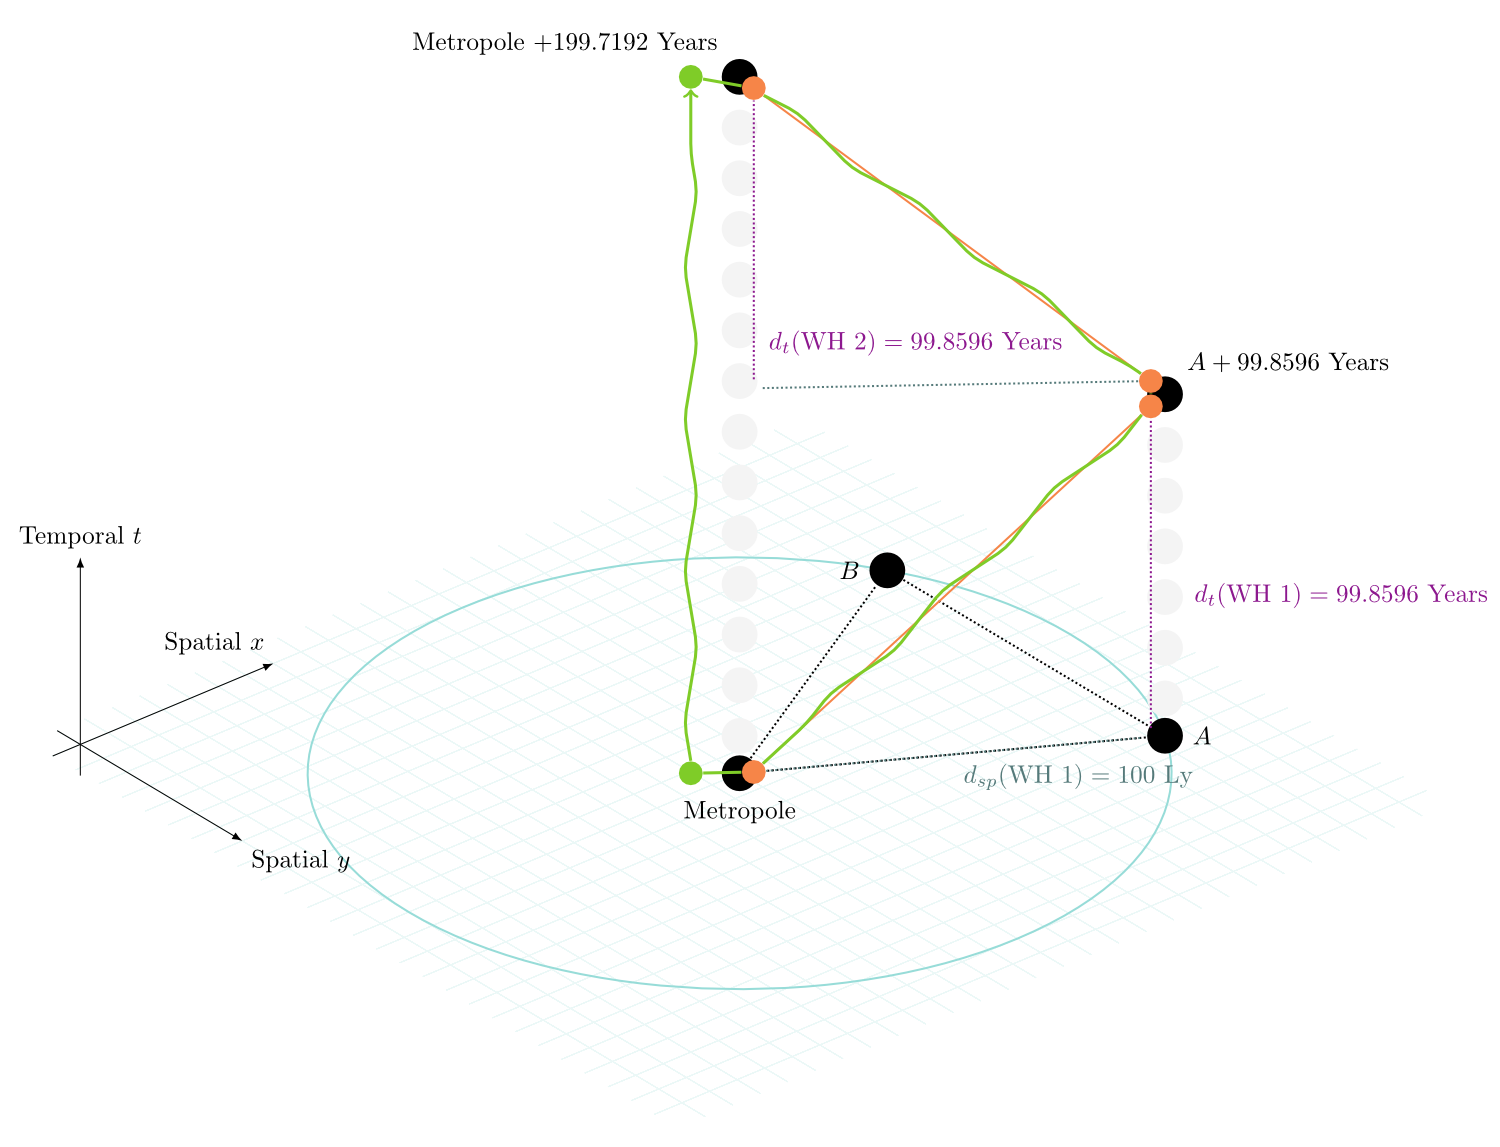 Metropole +199.7192 Years
d_t(WH 2) = 99.8596 Years
A + 99.8596 Years
Temporal t
B
d_t(WH 1) = 99.8596 Years
Spatial x
A
d_{sp}(WH 1) = 100 Ly
Metropole
Spatial y